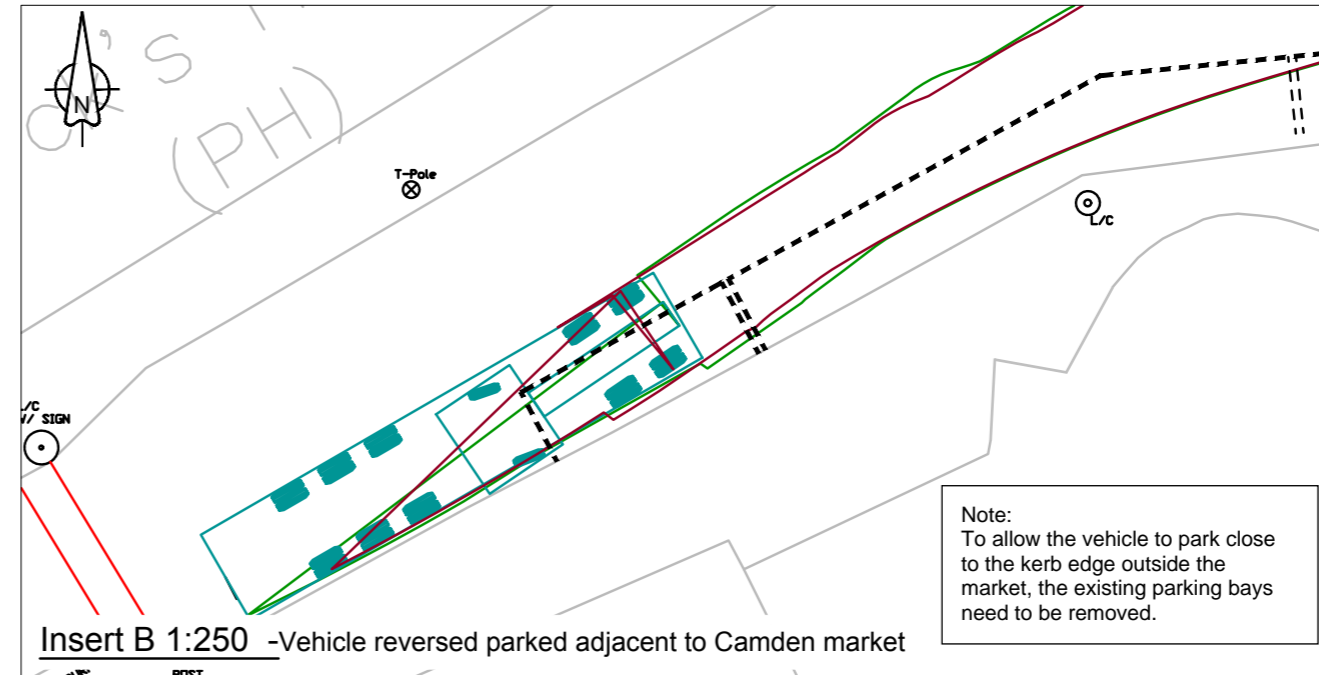 N
(PH)
T-Pole
L/C
L/C
SIGN
Note:
To allow the vehicle to park close
to the kerb edge outside the
market, the existing parking bays
need to be removed.
Insert B 1:250 -Vehicle reversed parked adjacent to Camden market
POST